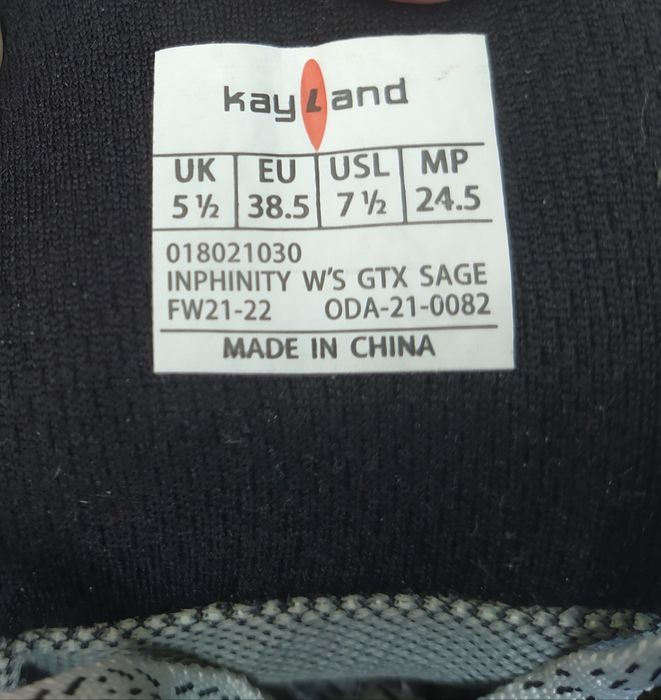 kayLand
UK EU USL MP
5 ½ 38.5 7 ½ 24.5
018021030
INPHINITY W'S GTX SAGE
FW21-22 ODA-21-0082
MADE IN CHINA